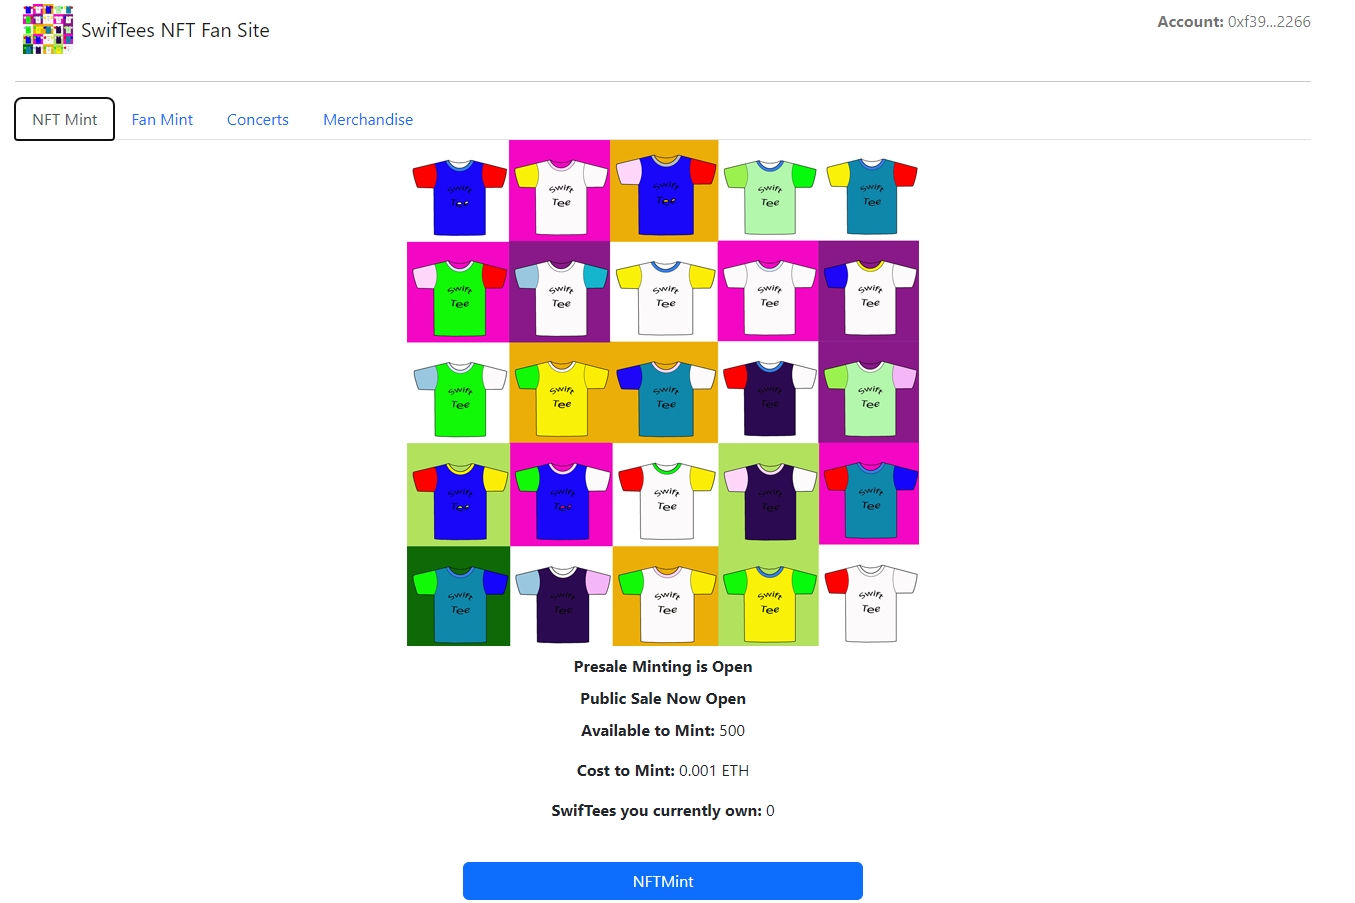 SwifTees NFT Fan Site
Account: 0xf39...2266
NFT Mint Fan Mint Concerts Merchandise
Swift Swift Swift Swift Swift
Tee Tee Tee Tee Tee
Swift Swift Swift Swift Swift
Tee Tee Tee Tee Tee
Swift Swift Swift Swift Swift
Tee Tee Tee Tee Tee
Swift Swift Swift Swift Swift
Tee Tee Tee Tee Tee
Swift Swift Swift Swift Swift
Tee Tee Tee Tee Tee
Presale Minting is Open
Public Sale Now Open
Available to Mint: 500
Cost to Mint: 0.001 ETH
SwifTees you currently own: 0
NFTMint